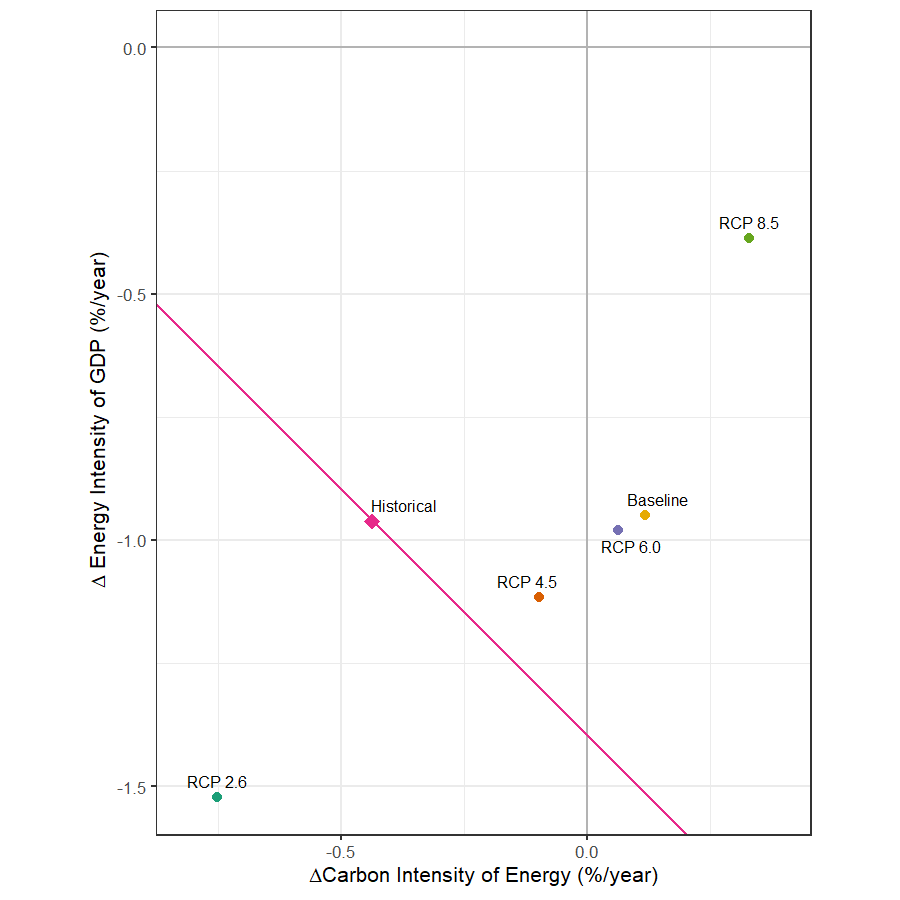 0.0
RCP 8.5
-0.5
Δ Energy Intensity of GDP (%/year)
Historical
Baseline
-1.0
RCP 6.0
RCP 4.5
RCP 2.6
-1.5
-0.5
0.0
ΔCarbon Intensity of Energy (%/year)